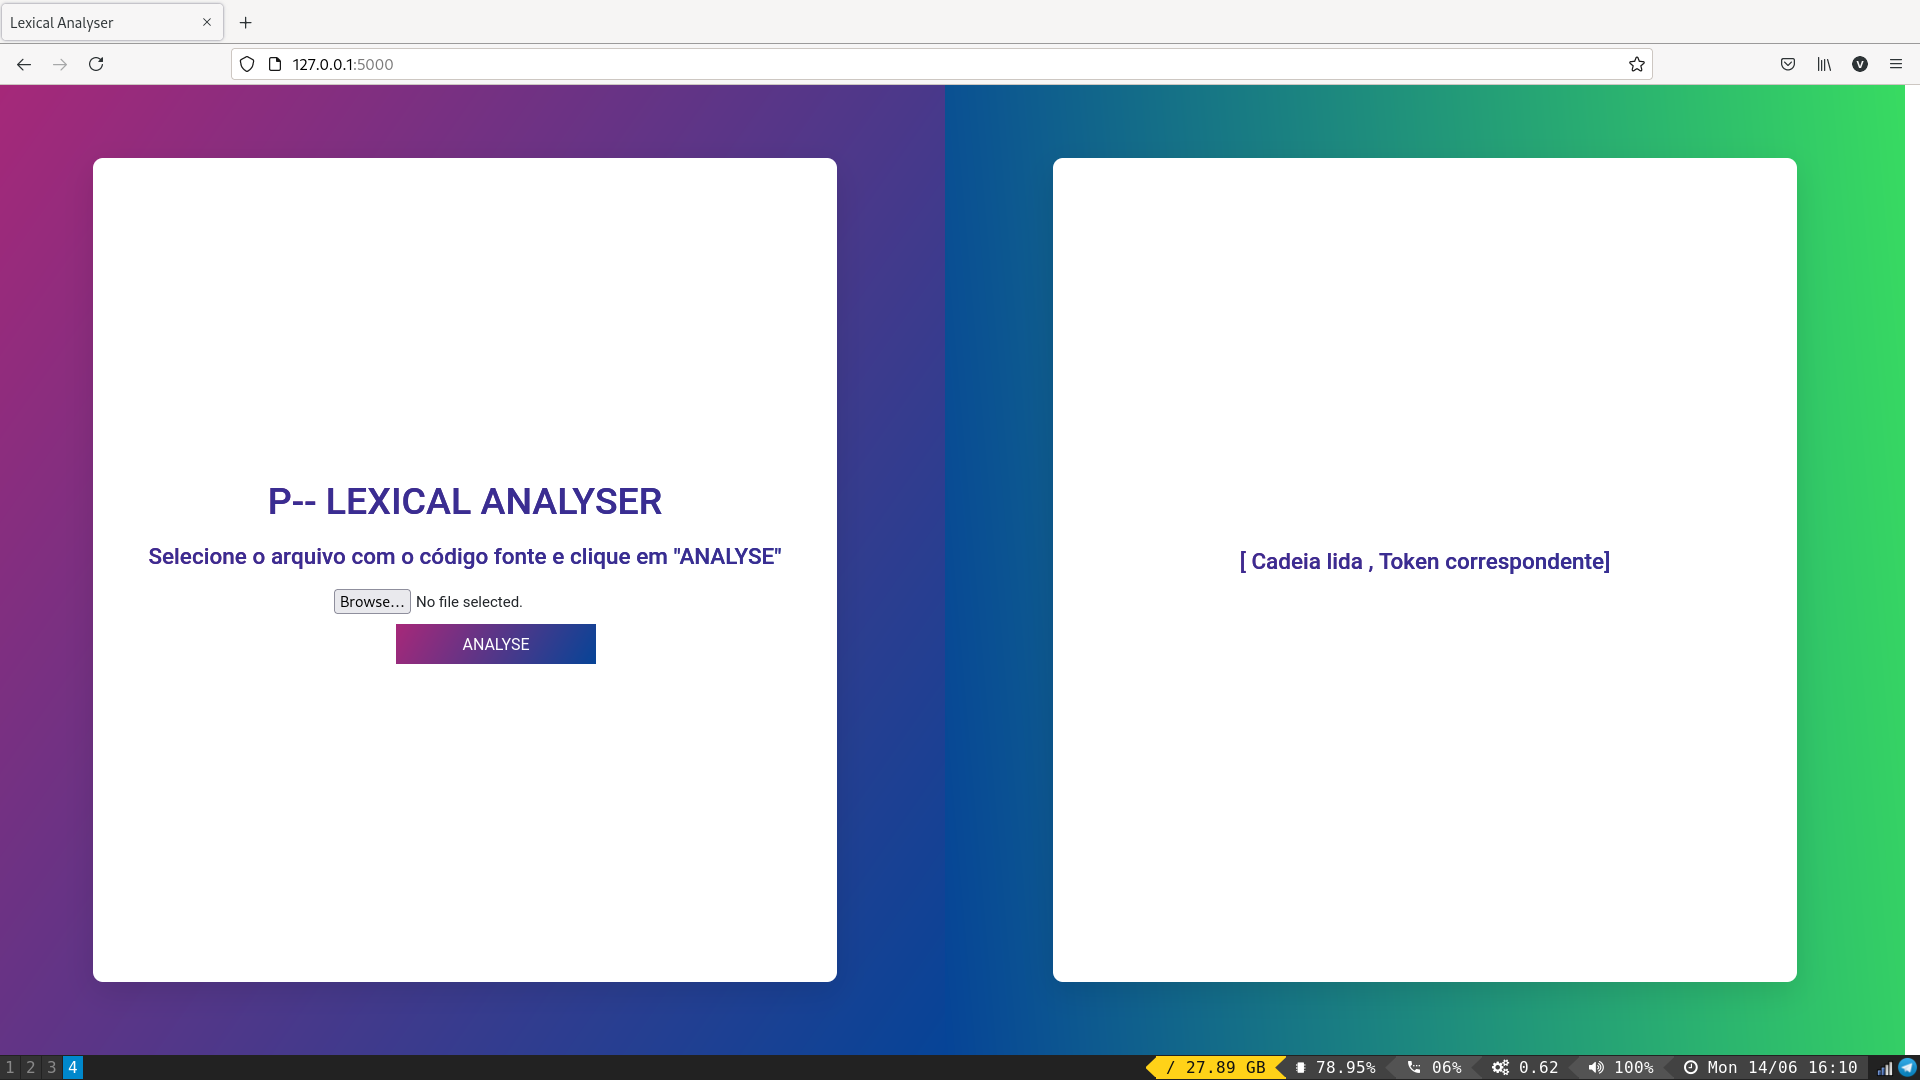 Lexical Analyser
127.0.0.1:5000
P-- LEXICAL ANALYSER
Selecione o arquivo com o código fonte e clique em "ANALYSE"
Browse... No file selected.
ANALYSE
[ Cadeia lida , Token correspondente]
1 2 3 4 / 27.89 GB 78.95% 06% 0.62 100% Mon 14/06 16:10